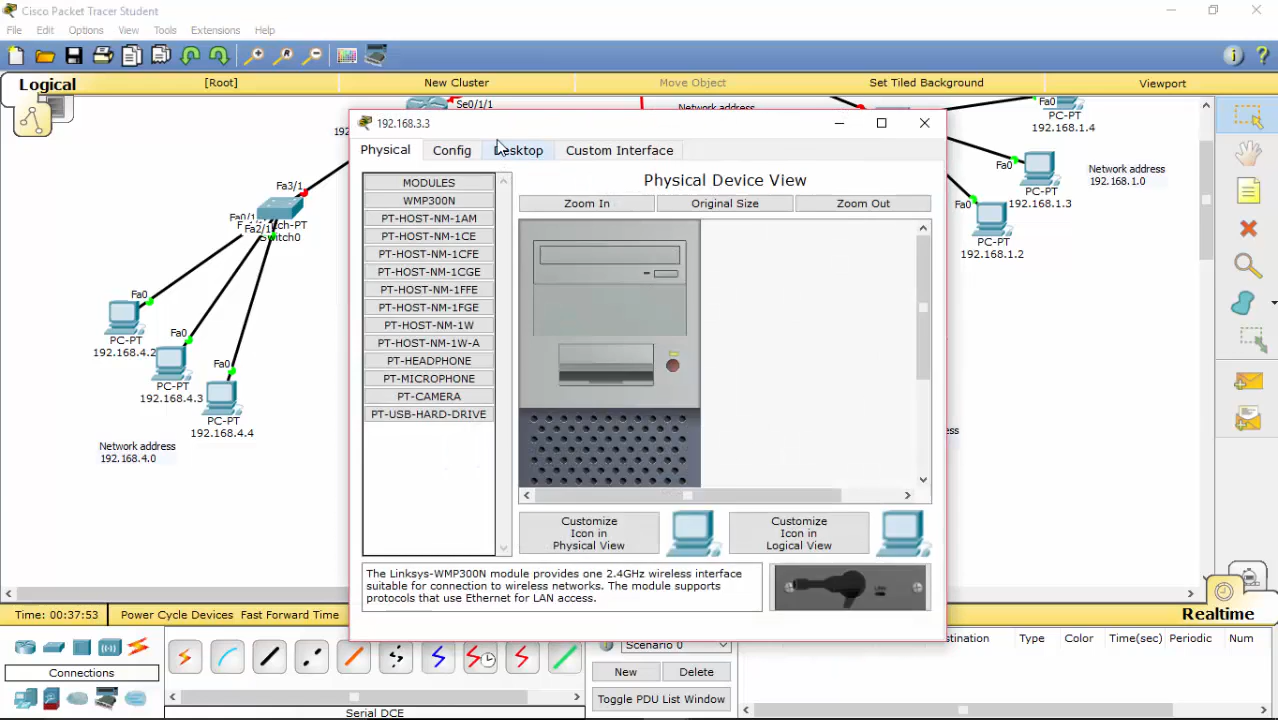 Cisco Packet Tracer Student
File Edit Options View Tools Extensions Help
Logical [Root] New Cluster Move Object Set Tiled Background Viewport
Se0/1/1
Network address
Fa0
PC-PT
192.168.1.4
Fa0
PC-PT
192.168.1.3
Network address
192.168.1.0
Fa0
PC-PT
192.168.1.2
Fa3/1
Fa0/1
Fa2/1
Switch0
Fa0
PC-PT
192.168.4.2
Fa0
PC-PT
192.168.4.3
Fa0
PC-PT
192.168.4.4
Network address
192.168.4.0
192.168.3.3
Physical Config Desktop Custom Interface
MODULES
WMP300N
PT-HOST-NM-1AM
PT-HOST-NM-1CE
PT-HOST-NM-1CFE
PT-HOST-NM-1CGE
PT-HOST-NM-1FFE
PT-HOST-NM-1FGE
PT-HOST-NM-1W
PT-HOST-NM-1W-A
PT-HEADPHONE
PT-MICROPHONE
PT-CAMERA
PT-USB-HARD-DRIVE
Physical Device View
Zoom In Original Size Zoom Out
Customize
Icon in
Physical View
Customize
Icon in
Logical View
The Linksys-WMP300N module provides one 2.4GHz wireless interface
suitable for connection to wireless networks. The module supports
protocols that use Ethernet for LAN access.
Time: 00:37:53 Power Cycle Devices Fast Forward Time
Realtime
Connections
Serial DCE
Scenario 0
New Delete
Toggle PDU List Window
Type Color Time(sec) Periodic Num